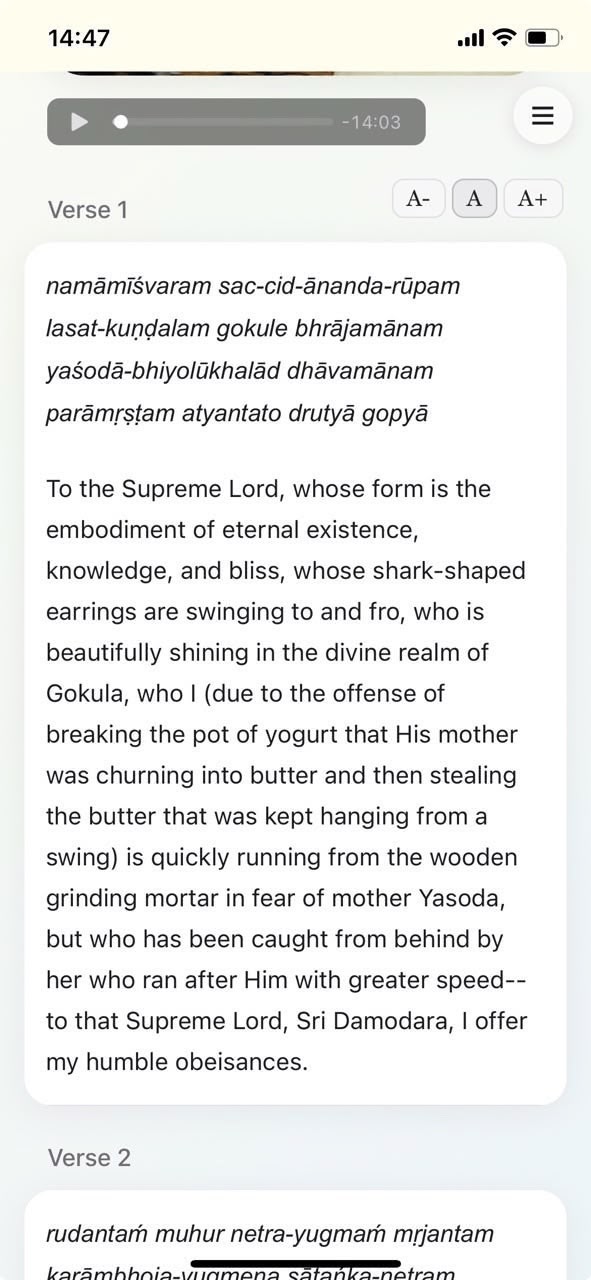 14:47
-14:03
Verse 1
A-
A
A+
namāmīśvaram sac-cid-ānanda-rūpam
lasat-kuṇḍalam gokule bhrājamānam
yaśodā-bhiyolūkhalād dhāvamānam
parāmṛṣṭam atyantato drutyā gopyā
To the Supreme Lord, whose form is the
embodiment of eternal existence,
knowledge, and bliss, whose shark-shaped
earrings are swinging to and fro, who is
beautifully shining in the divine realm of
Gokula, who I (due to the offense of
breaking the pot of yogurt that His mother
was churning into butter and then stealing
the butter that was kept hanging from a
swing) is quickly running from the wooden
grinding mortar in fear of mother Yasoda,
but who has been caught from behind by
her who ran after Him with greater speed--
to that Supreme Lord, Sri Damodara, I offer
my humble obeisances.
Verse 2
rudantaḿ muhur netra-yugmaḿ mṛjantam
karāmbhoja-yugmena sātańka-netram